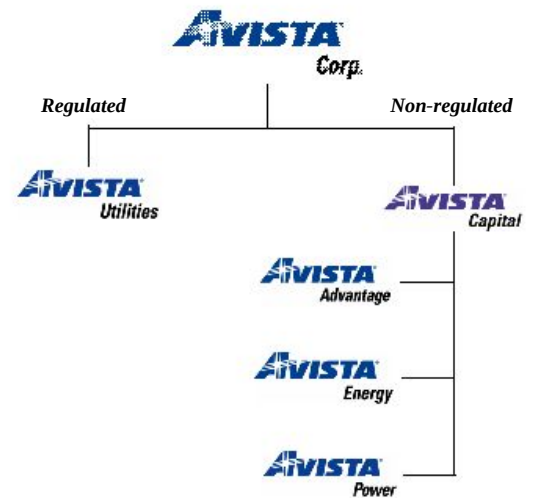 AVISTA
Corp.
Regulated
Non-regulated
AVISTA
Utilities
AVISTA
Capital
AVISTA
Advantage
AVISTA
Energy
AVISTA
Power